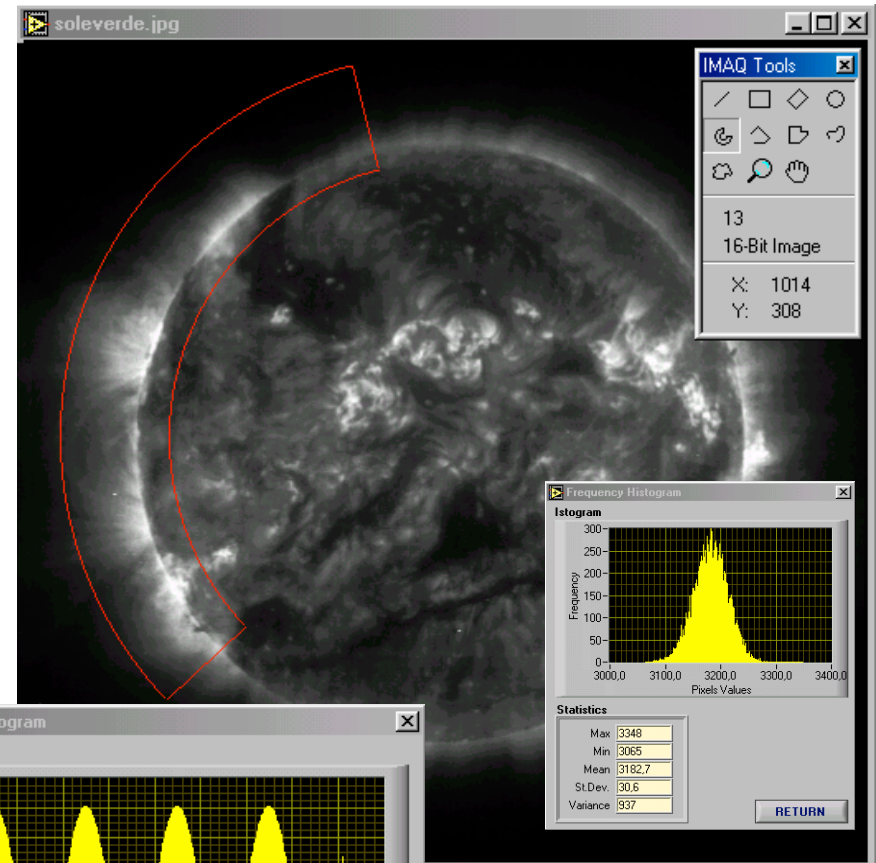 soleverde.jpg
IMAQ Tools
13
16-Bit Image
X: 1014
Y: 308
Frequency Histogram
Istogram
Frequency
300
250
200
150
100
50
0
3000,0 3100,0 3200,0 3300,0 3400,0
Pixels Values
Statistics
Max 3348
Min 3065
Mean 3182,7
St.Dev. 30,6
Variance 937
RETURN
ogram